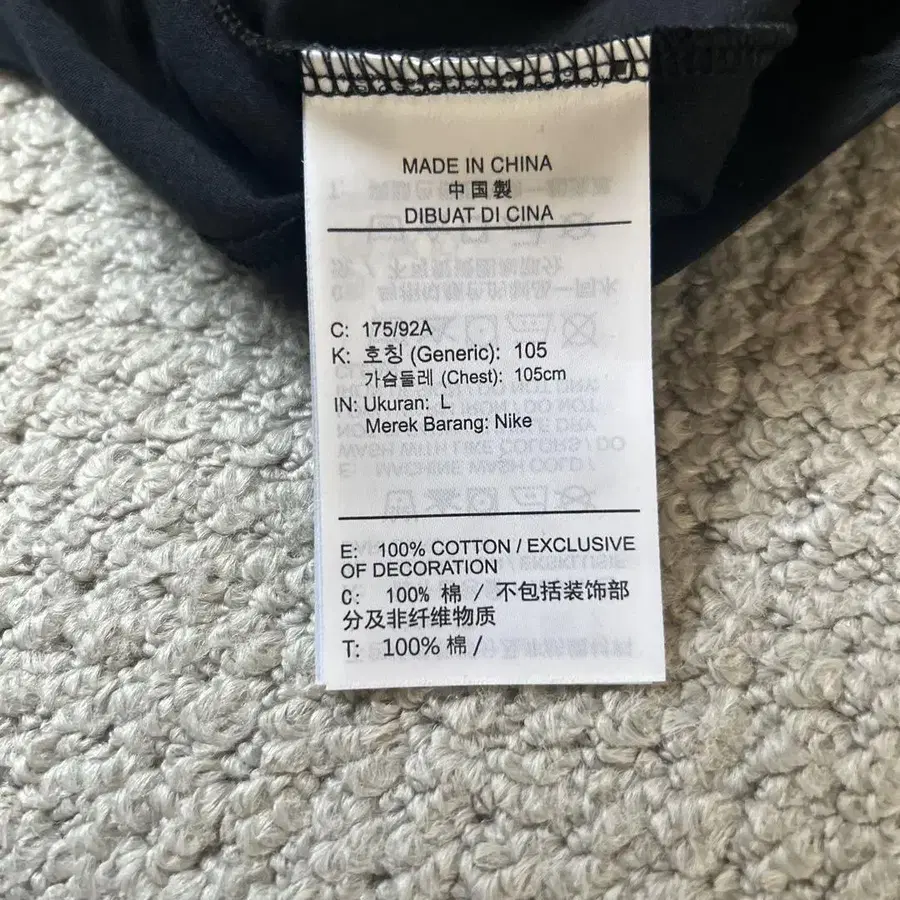 MADE IN CHINA
中国製
DIBUAT DI CINA
C: 175/92A
K: 호칭 (Generic): 105
가슴둘레 (Chest): 105cm
IN: Ukuran: L
Merek Barang: Nike
E: 100% COTTON / EXCLUSIVE
OF DECORATION
C: 100% 棉 / 不包括装饰部
分及非纤维物质
T: 100% 棉 /